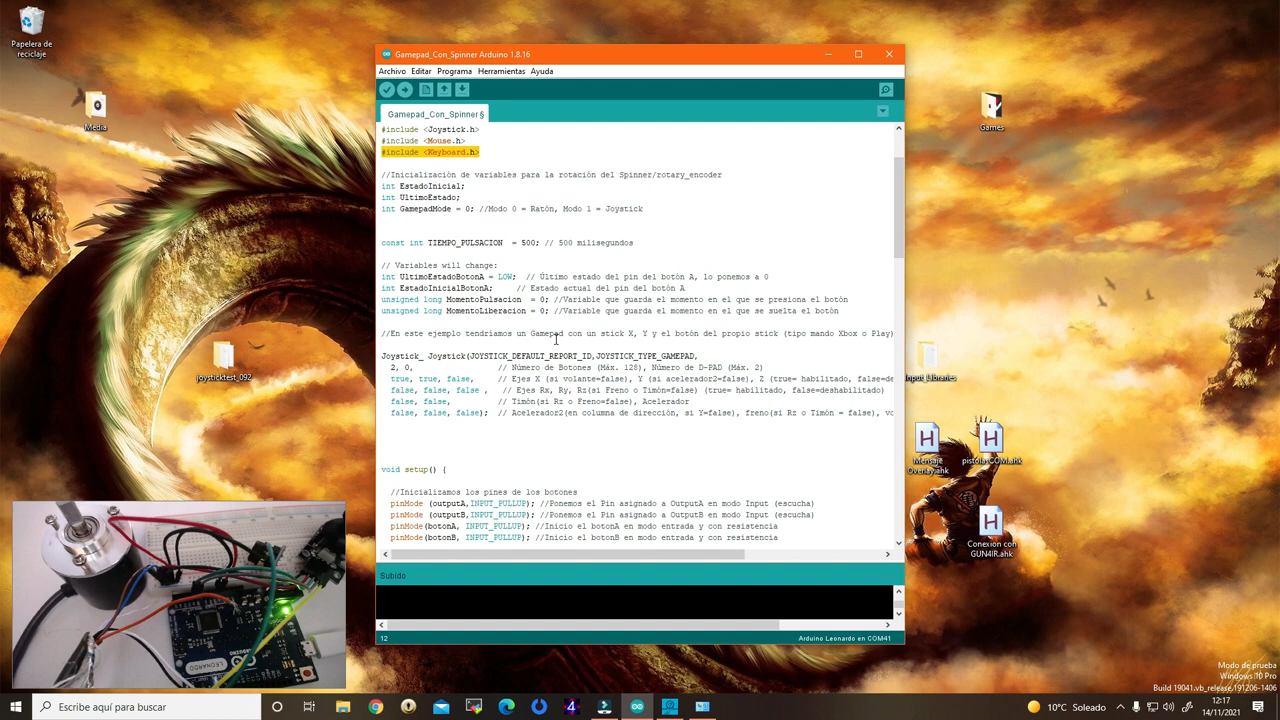 Papelera de
reciclaje
Media
joysticktest_092
Games
Input_Libraries
Mensaje
Overlay.ahk
pistolasCOM.ahk
Conexion con
GUN4IR.ahk
Gamepad_Con_Spinner Arduino 1.8.16
Archivo Editar Programa Herramientas Ayuda
Gamepad_Con_Spinner §
#include <Joystick.h>
#include <Mouse.h>
#include <Keyboard.h>
//Inicialización de variables para la rotación del Spinner/rotary_encoder
int EstadoInicial;
int UltimoEstado;
int GamepadMode = 0; //Modo 0 = Ratón, Modo 1 = Joystick
const int TIEMPO_PULSACION = 500; // 500 milisegundos
// Variables will change:
int UltimoEstadoBotonA = LOW; // Último estado del pin del botón A, lo ponemos a 0
int EstadoInicialBotonA; // Estado actual del pin del botón A
unsigned long MomentoPulsacion = 0; //Variable que guarda el momento en el que se presiona el botón
unsigned long MomentoLiberacion = 0; //Variable que guarda el momento en el que se suelta el botón
//En este ejemplo tendríamos un Gamepad con un stick X, Y y el botón del propio stick (tipo mando Xbox o Play)
Joystick_ Joystick(JOYSTICK_DEFAULT_REPORT_ID,JOYSTICK_TYPE_GAMEPAD,
2, 0, // Número de Botones (Máx. 128), Número de D-PAD (Máx. 2)
true, true, false, // Ejes X (si volante=false), Y (si acelerador2=false), Z (true= habilitado, false=de
false, false, false , // Ejes Rx, Ry, Rz(si Freno o Timón=false) (true= habilitado, false=deshabilitado)
false, false, // Timón(si Rz o Freno=false), Acelerador
false, false, false); // Acelerador2(en columna de dirección, si Y=false), freno(si Rz o Timón = false), vo
void setup() {
//Inicializamos los pines de los botones
pinMode (outputA,INPUT_PULLUP); //Ponemos el Pin asignado a OutputA en modo Input (escucha)
pinMode (outputB,INPUT_PULLUP); //Ponemos el Pin asignado a OutputB en modo Input (escucha)
pinMode(botonA, INPUT_PULLUP); //Inicio el botonA en modo entrada y con resistencia
pinMode(botonB, INPUT_PULLUP); //Inicio el botonB en modo entrada y con resistencia
Subido
12
Arduino Leonardo en COM41
LEONARDO
Modo de prueba
Windows 10 Pro
Build 19041.vb_release.191206-1406
Escribe aquí para buscar
10°C Soleado
12:17
14/11/2021